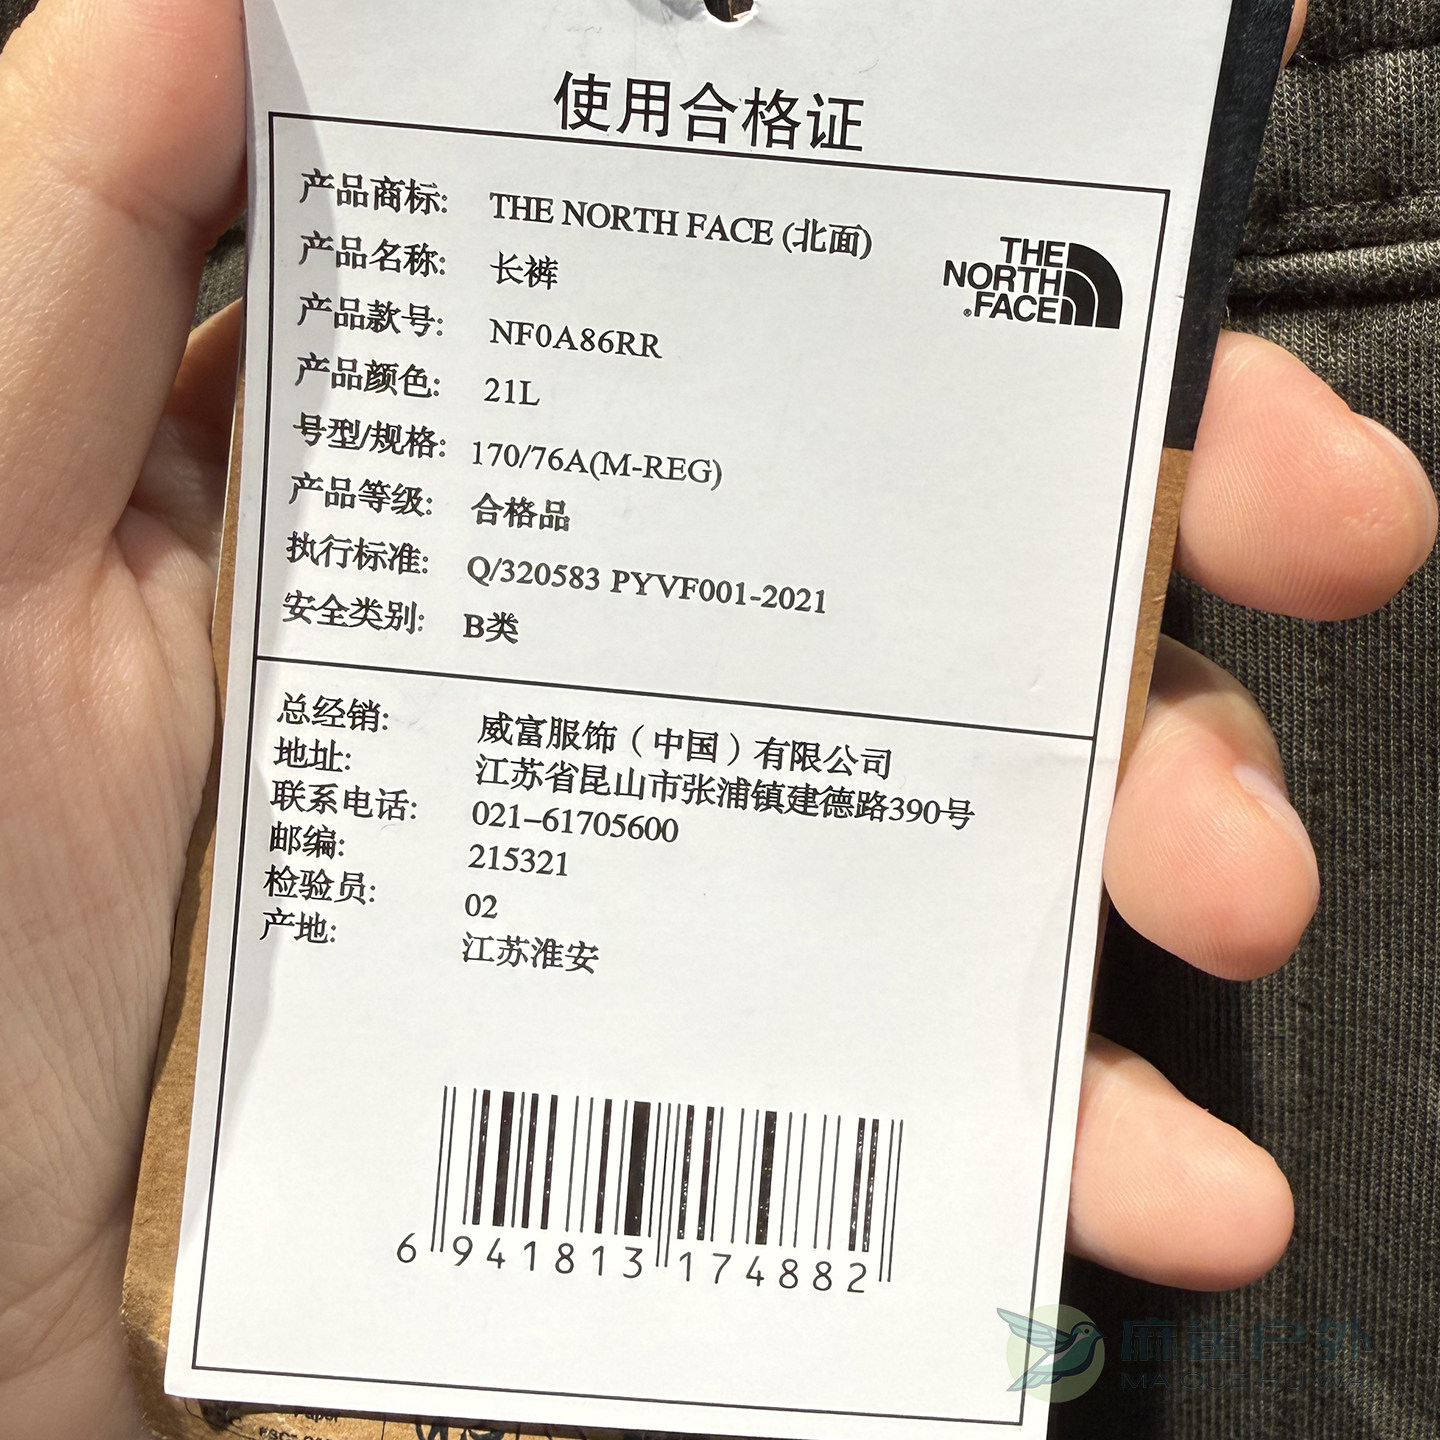 使用合格证
产品商标: THE NORTH FACE (北面)
THE
NORTH
FACE
产品名称: 长裤
产品款号: NF0A86RR
产品颜色: 21L
号型/规格: 170/76A(M-REG)
产品等级: 合格品
执行标准: Q/320583 PYVF001-2021
安全类别: B类
总经销: 威富服饰（中国）有限公司
地址: 江苏省昆山市张浦镇建德路390号
联系电话: 021-61705600
邮编: 215321
检验员: 02
产地: 江苏淮安
6 941813 174882
麻雀户外